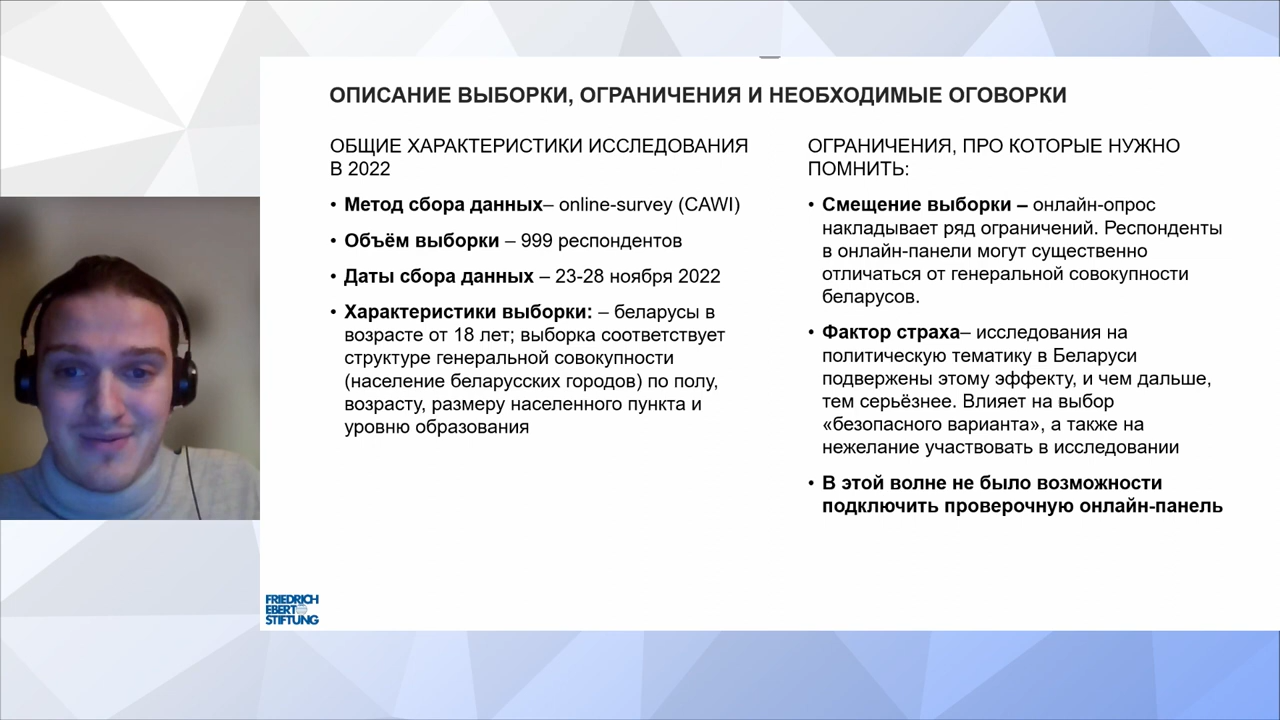 ОПИСАНИЕ ВЫБОРКИ, ОГРАНИЧЕНИЯ И НЕОБХОДИМЫЕ ОГОВОРКИ
ОБЩИЕ ХАРАКТЕРИСТИКИ ИССЛЕДОВАНИЯ
В 2022
• Метод сбора данных– online-survey (CAWI)
• Объём выборки – 999 респондентов
• Даты сбора данных – 23-28 ноября 2022
• Характеристики выборки: – беларусы в
возрасте от 18 лет; выборка соответствует
структуре генеральной совокупности
(население беларусских городов) по полу,
возрасту, размеру населенного пункта и
уровню образования
ОГРАНИЧЕНИЯ, ПРО КОТОРЫЕ НУЖНО
ПОМНИТЬ:
• Смещение выборки – онлайн-опрос
накладывает ряд ограничений. Респонденты
в онлайн-панели могут существенно
отличаться от генеральной совокупности
беларусов.
• Фактор страха– исследования на
политическую тематику в Беларуси
подвержены этому эффекту, и чем дальше,
тем серьёзнее. Влияет на выбор
«безопасного варианта», а также на
нежелание участвовать в исследовании
• В этой волне не было возможности
подключить проверочную онлайн-панель
FRIEDRICH
EBERT
STIFTUNG